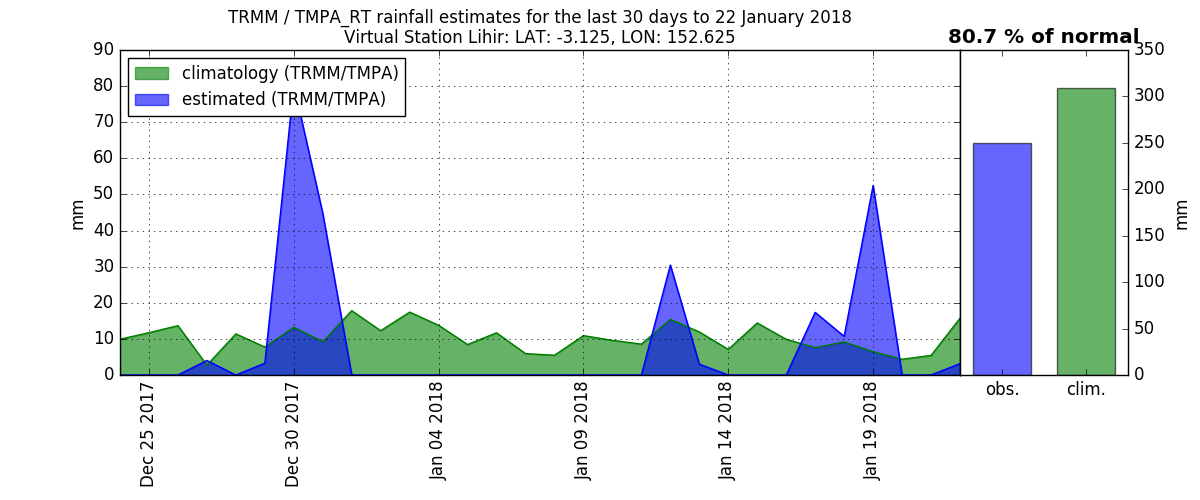 TRMM / TMPA_RT rainfall estimates for the last 30 days to 22 January 2018
Virtual Station Lihir: LAT: -3.125, LON: 152.625
80.7 % of normal
climatology (TRMM/TMPA)
estimated (TRMM/TMPA)
90
80
70
60
50
40
30
20
10
0
mm
Dec 25 2017
Dec 30 2017
Jan 04 2018
Jan 09 2018
Jan 14 2018
Jan 19 2018
350
300
250
200
150
100
50
0
mm
obs.
clim.